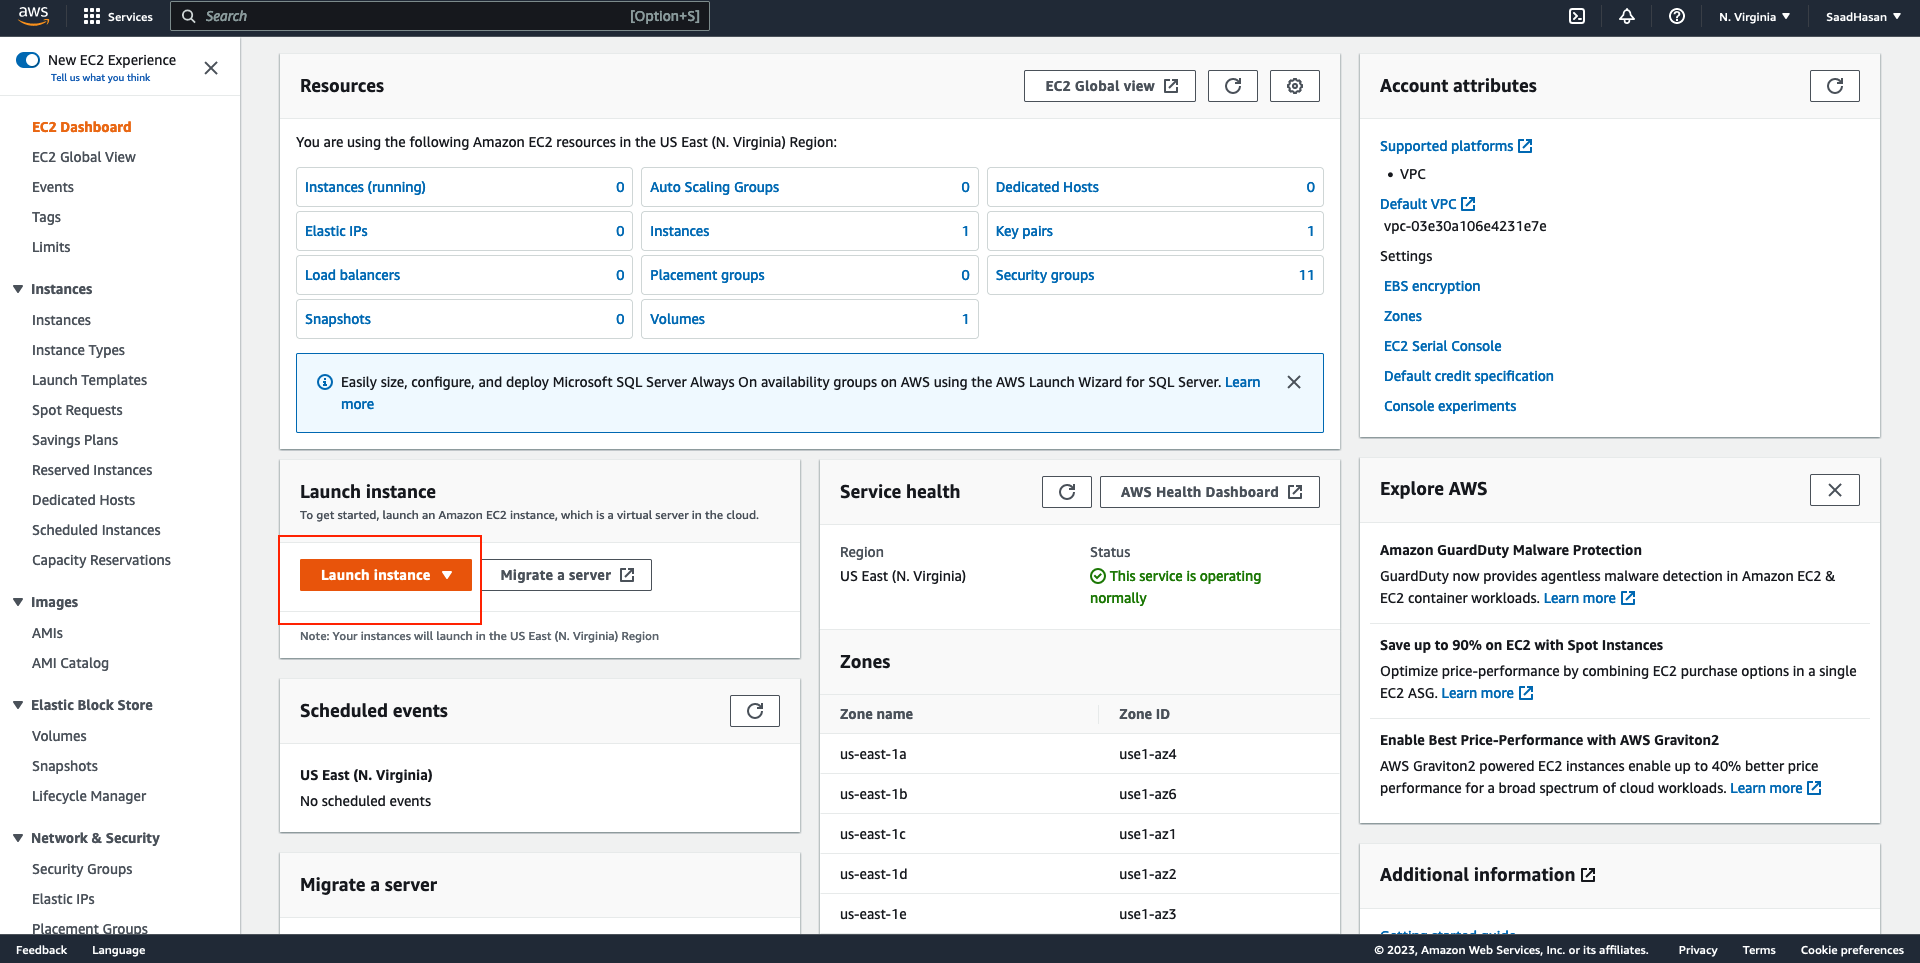 aws
Services
Search
[Option+S]
N. Virginia
SaadHasan
New EC2 Experience
Tell us what you think
EC2 Dashboard
EC2 Global View
Events
Tags
Limits
Instances
Instances
Instance Types
Launch Templates
Spot Requests
Savings Plans
Reserved Instances
Dedicated Hosts
Scheduled Instances
Capacity Reservations
Images
AMIs
AMI Catalog
Elastic Block Store
Volumes
Snapshots
Lifecycle Manager
Network & Security
Security Groups
Elastic IPs
Placement Groups
Resources
EC2 Global view
You are using the following Amazon EC2 resources in the US East (N. Virginia) Region:
Instances (running) 0
Auto Scaling Groups 0
Dedicated Hosts 0
Elastic IPs 0
Instances 1
Key pairs 1
Load balancers 0
Placement groups 0
Security groups 11
Snapshots 0
Volumes 1
Easily size, configure, and deploy Microsoft SQL Server Always On availability groups on AWS using the AWS Launch Wizard for SQL Server. Learn
more
Launch instance
To get started, launch an Amazon EC2 instance, which is a virtual server in the cloud.
Launch instance
Migrate a server
Note: Your instances will launch in the US East (N. Virginia) Region
Scheduled events
US East (N. Virginia)
No scheduled events
Migrate a server
Service health
AWS Health Dashboard
Region
US East (N. Virginia)
Status
This service is operating
normally
Zones
Zone name Zone ID
us-east-1a use1-az4
us-east-1b use1-az6
us-east-1c use1-az1
us-east-1d use1-az2
us-east-1e use1-az3
Account attributes
Supported platforms
• VPC
Default VPC
vpc-03e30a106e4231e7e
Settings
EBS encryption
Zones
EC2 Serial Console
Default credit specification
Console experiments
Explore AWS
Amazon GuardDuty Malware Protection
GuardDuty now provides agentless malware detection in Amazon EC2 &
EC2 container workloads. Learn more
Save up to 90% on EC2 with Spot Instances
Optimize price-performance by combining EC2 purchase options in a single
EC2 ASG. Learn more
Enable Best Price-Performance with AWS Graviton2
AWS Graviton2 powered EC2 instances enable up to 40% better price
performance for a broad spectrum of cloud workloads. Learn more
Additional information
Getting started guide
Feedback
Language
© 2023, Amazon Web Services, Inc. or its affiliates.
Privacy
Terms
Cookie preferences